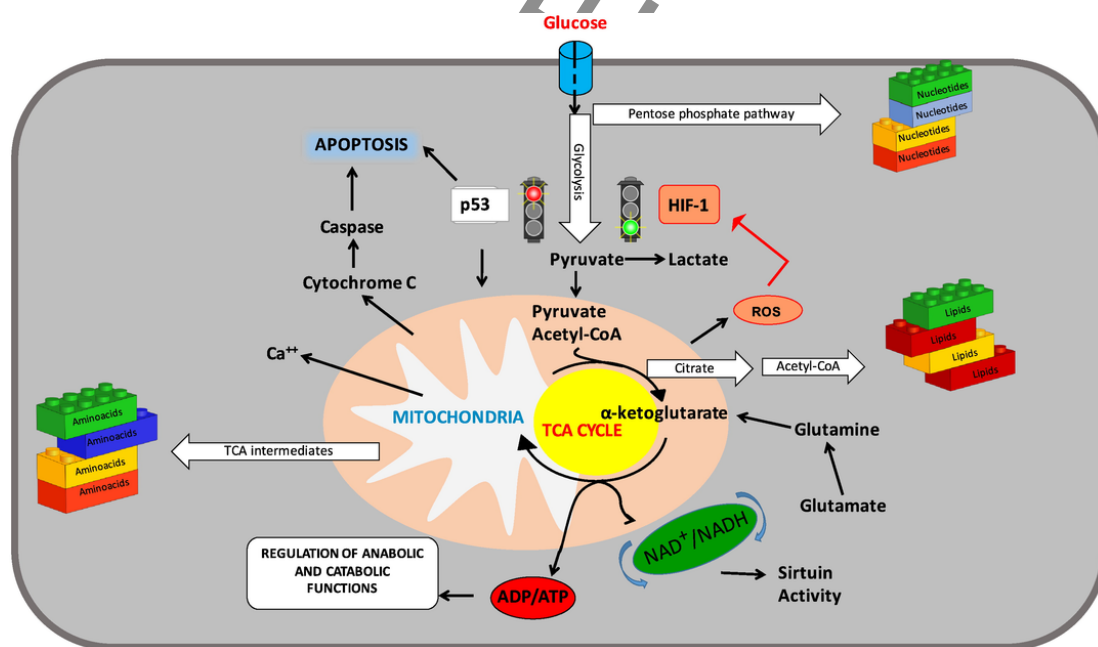 Glucose
Pentose phosphate pathway
Nucleotides
Nucleotides
Nucleotides
Nucleotides
APOPTOSIS
Glycolysis
p53
HIF-1
Caspase
Pyruvate
Lactate
Cytochrome C
Pyruvate
Acetyl-CoA
ROS
Lipids
Lipids
Lipids
Lipids
Ca++
Citrate
Acetyl-CoA
MITOCHONDRIA
α-ketoglutarate
TCA CYCLE
Glutamine
Aminoacids
Aminoacids
Aminoacids
Aminoacids
TCA intermediates
Glutamate
NAD+/NADH
REGULATION OF ANABOLIC
AND CATABOLIC
FUNCTIONS
ADP/ATP
Sirtuin
Activity